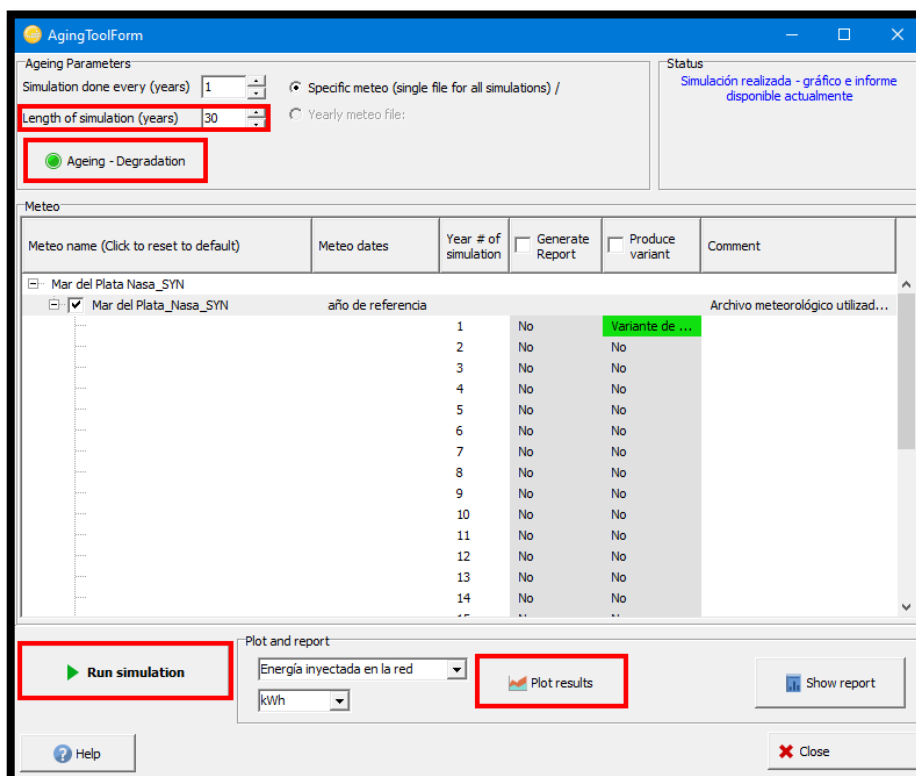 AgingToolForm
Ageing Parameters
Simulation done every (years) 1
Specific meteo (single file for all simulations) /
Length of simulation (years) 30
Yearly meteo file:
Ageing - Degradation
Status
Simulación realizada - gráfico e informe
disponible actualmente
Meteo
Meteo name (Click to reset to default) Meteo dates Year # of simulation Generate Report Produce variant Comment
Mar del Plata Nasa_SYN
Mar del Plata_Nasa_SYN año de referencia Archivo meteorológico utilizad...
1 No Variante de ...
2 No No
3 No No
4 No No
5 No No
6 No No
7 No No
8 No No
9 No No
10 No No
11 No No
12 No No
13 No No
14 No No
Run simulation
Plot and report
Energía inyectada en la red
kWh
Plot results
Show report
Help
Close